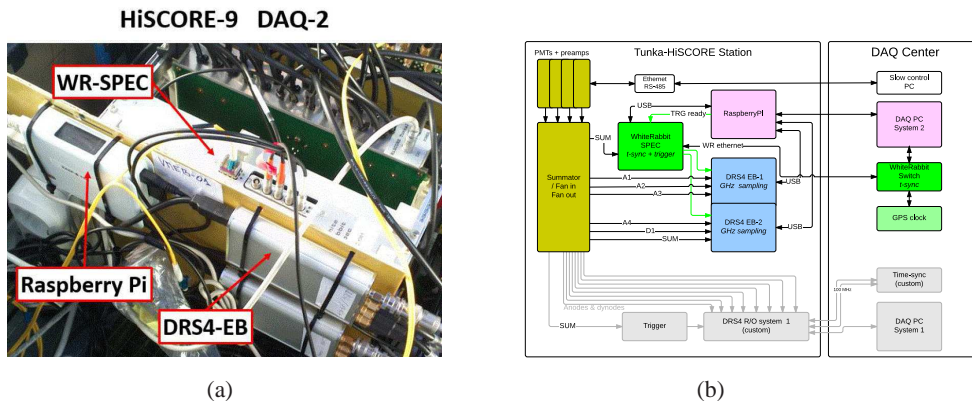 HiSCORE-9 DAQ-2
WR-SPEC
Raspberry Pi
DRS4-EB
(a)
Tunka-HiSCORE Station
DAQ Center
PMTs + preamps
Ethernet
RS-485
Slow control
PC
USB
TRG ready
RaspberryPI
DAQ PC
System 2
SUM
WhiteRabbit
SPEC
t-sync + trigger
WR ethernet
WhiteRabbit
Switch
t-sync
Summator
/ Fan in
Fan out
A1
A2
A3
DRS4 EB-1
GHz sampling
USB
GPS clock
A4
D1
SUM
DRS4 EB-2
GHz sampling
USB
Time-sync
(custom)
100 MHz
Anodes & dynodes
SUM
Trigger
DRS4 R/O system 1
(custom)
DAQ PC
System 1
(b)